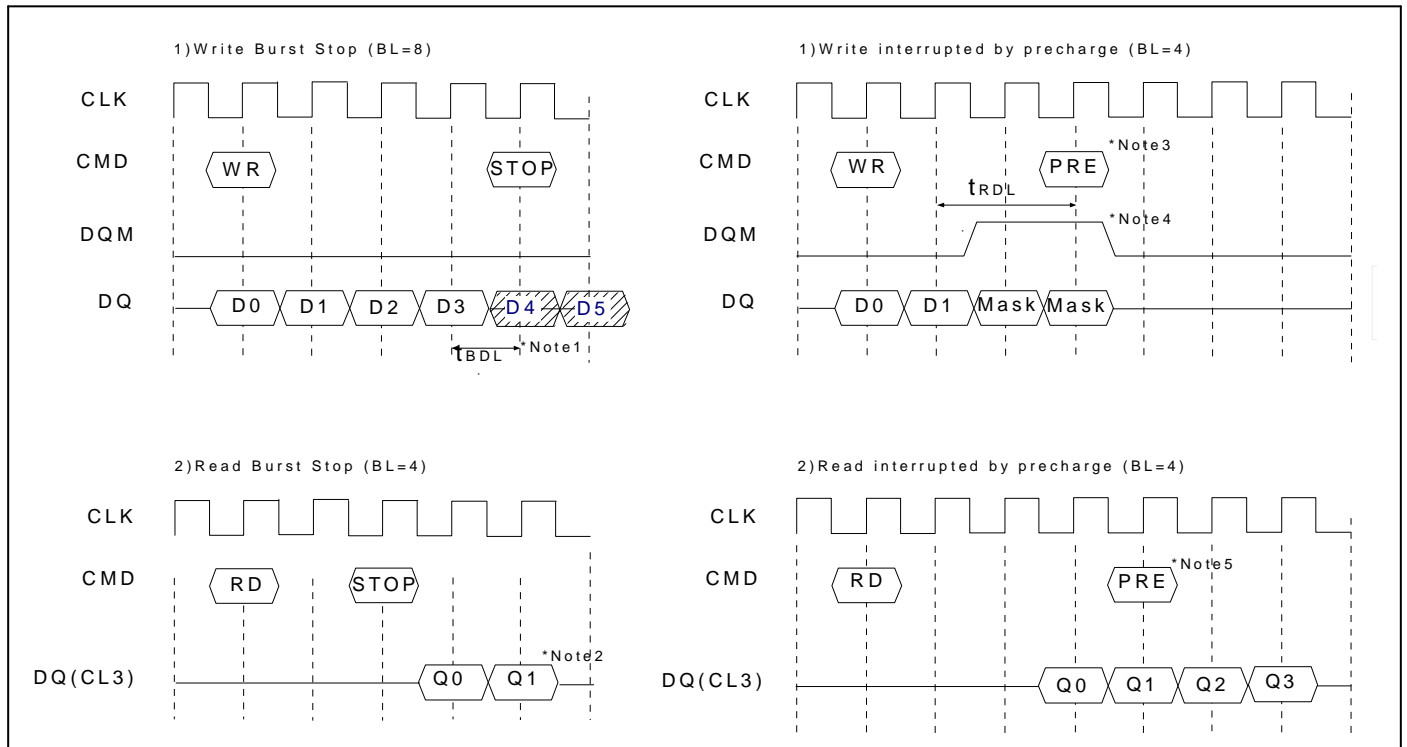 1)Write Burst Stop (BL=8)
CLK
CMD
WR
STOP
DQM
DQ
D0 D1 D2 D3 D4 D5
tBDL *Note1
1)Write interrupted by precharge (BL=4)
CLK
CMD
WR
PRE *Note3
tRDL
DQM
*Note4
DQ
D0 D1 Mask Mask
2)Read Burst Stop (BL=4)
CLK
CMD
RD
STOP
DQ(CL3)
Q0 Q1 *Note2
2)Read interrupted by precharge (BL=4)
CLK
CMD
RD
PRE *Note5
DQ(CL3)
Q0 Q1 Q2 Q3